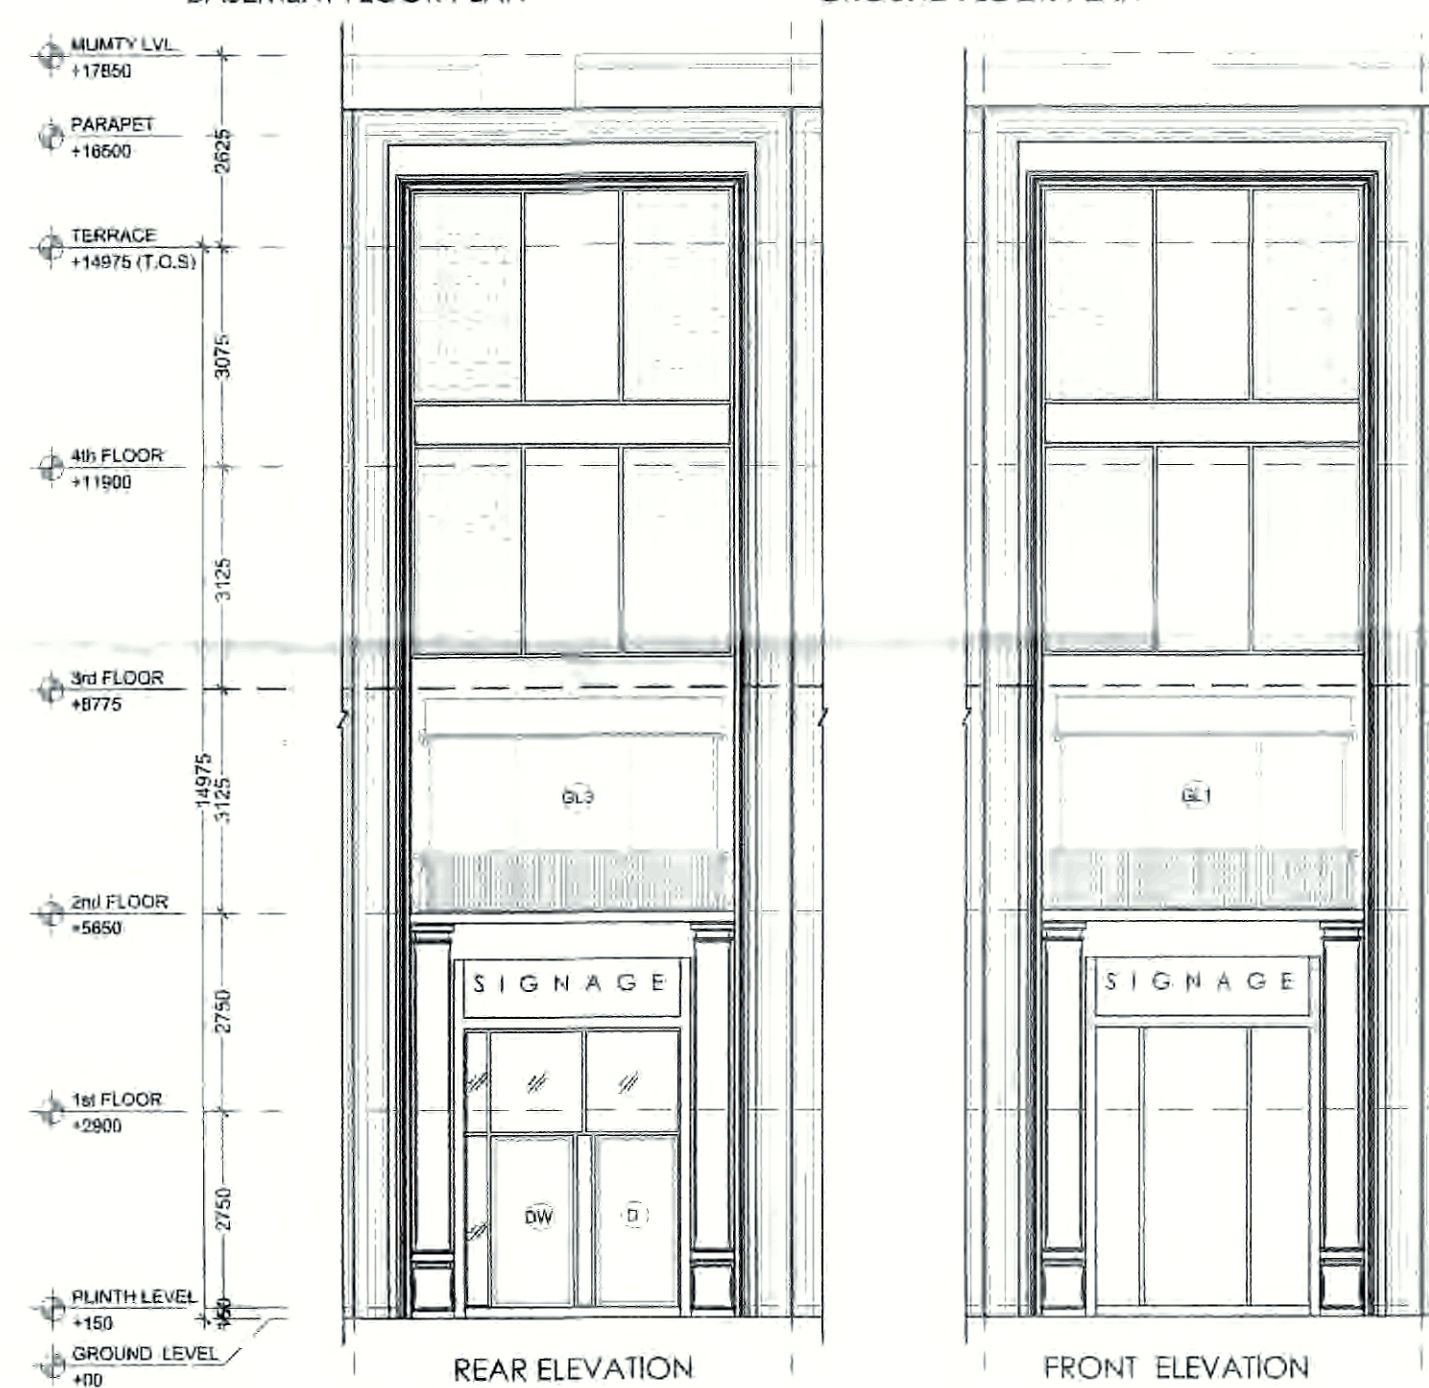 MUMTY LVL
+17850
PARAPET
+16500
2625
TERRACE
+14975 (T.O.S)
3075
4th FLOOR
+11900
3125
3rd FLOOR
+8775
14975
3125
GL3
GL1
2nd FLOOR
+5650
SIGNAGE
SIGNAGE
2750
1st FLOOR
+2900
2750
DW
D
PLINTH LEVEL
+150
GROUND LEVEL
+00
REAR ELEVATION
FRONT ELEVATION